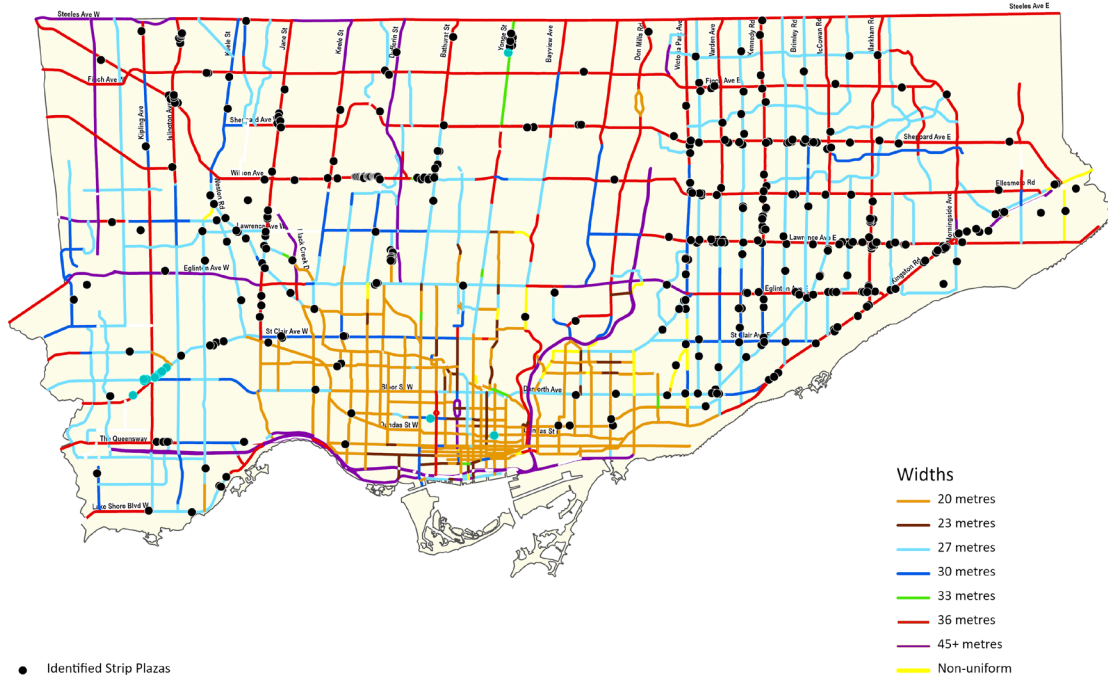 Steeles Ave E
Steeles Ave W
Keele St
Jane St
Keele St
Dufferin St
Bathurst St
Yonge St
Bayview Ave
Don Mills Rd
Victoria Park Ave
Warden Ave
Kennedy Rd
Brimley Rd
McCowan Rd
Markham Rd
Finch Ave W
Finch Ave E
Kipling Ave
Islington Ave
Sheppard Ave
Sheppard Ave E
Wilson Ave
Ellesmere Rd
Weston Rd
Morningside Ave
Lawrence Ave W
Lawrence Ave E
Black Creek D
Eglinton Ave W
Kingston Rd
Eglinton Ave
St Clair Ave W
St Clair Ave E
Bloor St W
Danforth Ave
Dundas St W
Dundas St E
The Queensway
Lake Shore Blvd W
Widths
20 metres
23 metres
27 metres
30 metres
33 metres
36 metres
45+ metres
Non-uniform
Identified Strip Plazas